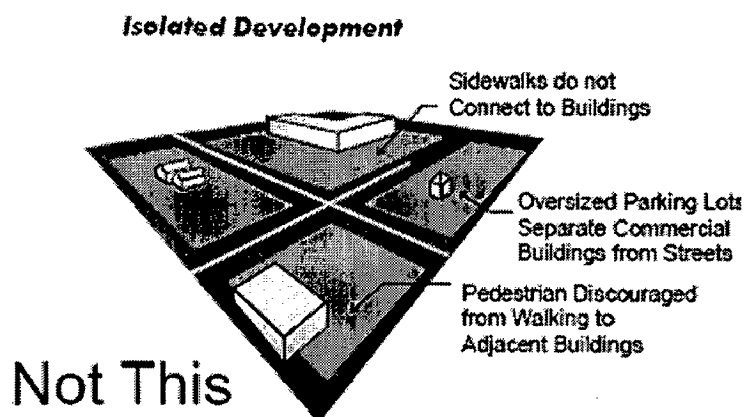 Isolated Development
Sidewalks do not
Connect to Buildings
Oversized Parking Lots
Separate Commercial
Buildings from Streets
Pedestrian Discouraged
from Walking to
Adjacent Buildings
Not This